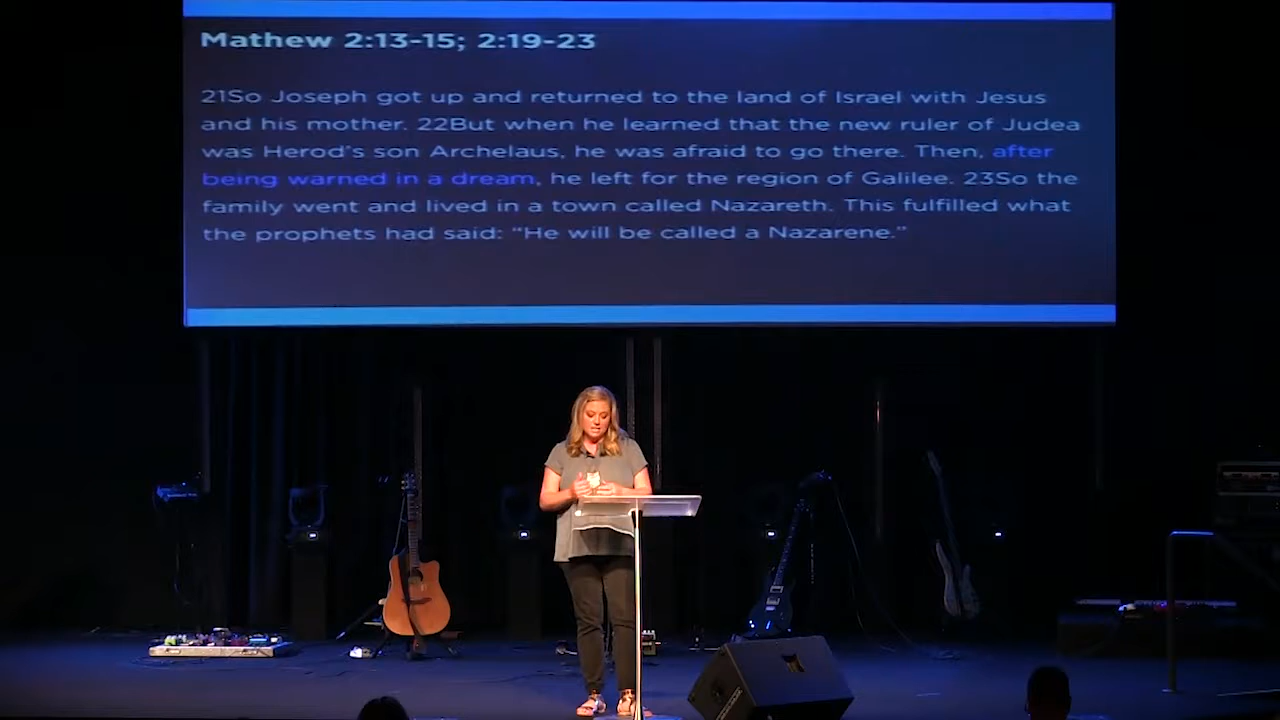 Mathew 2:13-15; 2:19-23
21So Joseph got up and returned to the land of Israel with Jesus
and his mother. 22But when he learned that the new ruler of Judea
was Herod's son Archelaus, he was afraid to go there. Then, after
being warned in a dream, he left for the region of Galilee. 23So the
family went and lived in a town called Nazareth. This fulfilled what
the prophets had said: “He will be called a Nazarene.”